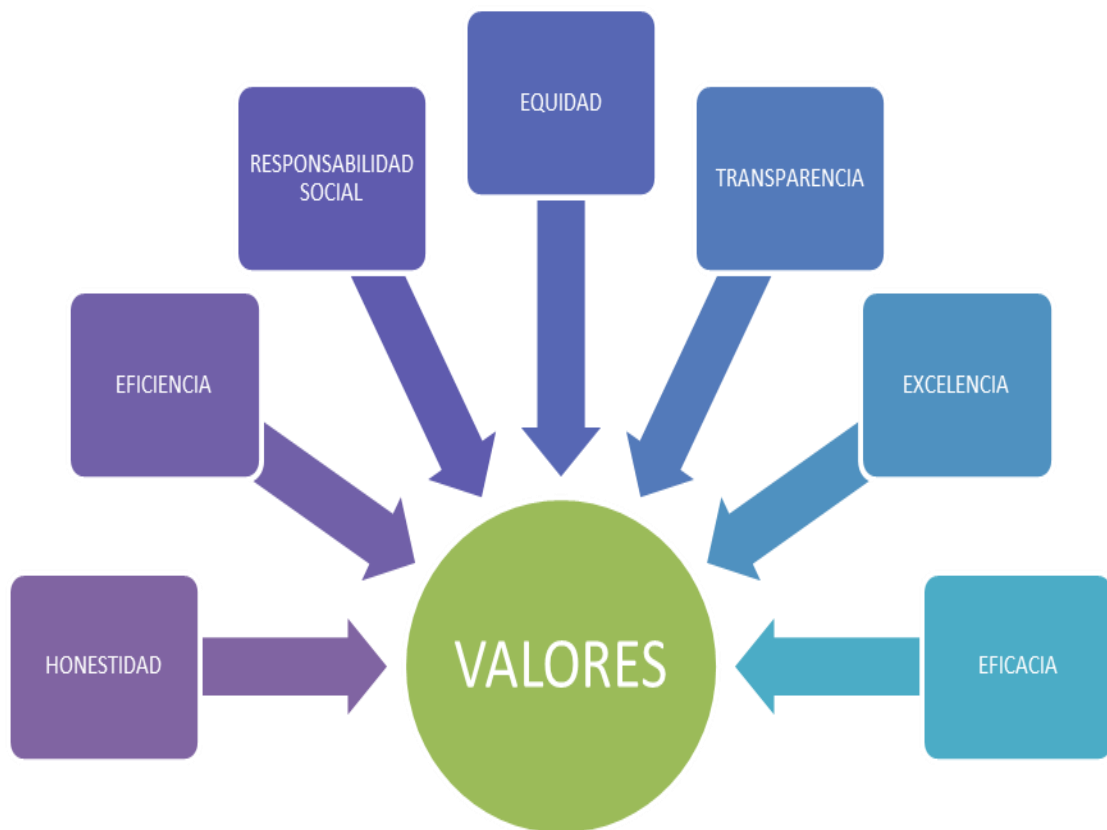 EQUIDAD
RESPONSABILIDAD
SOCIAL
TRANSPARENCIA
EFICIENCIA
EXCELENCIA
HONESTIDAD
VALORES
EFICACIA